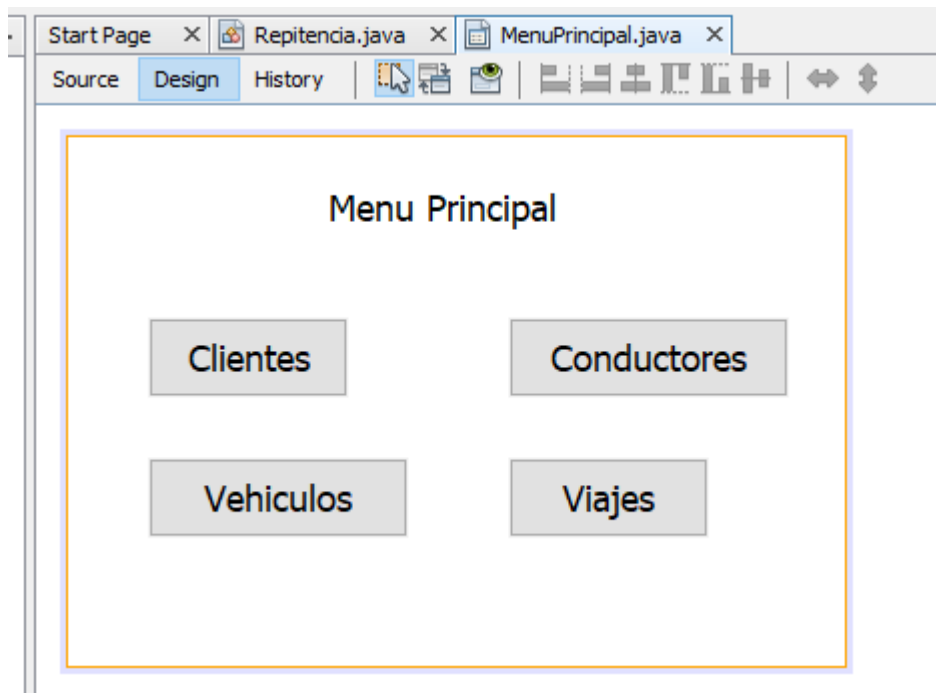 Start Page Repitencia.java MenuPrincipal.java
Source Design History
Menu Principal
Clientes Conductores
Vehiculos Viajes